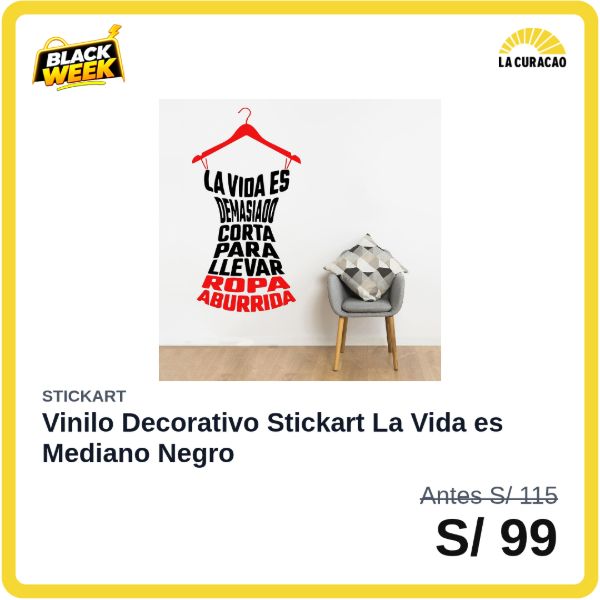 BLACK
WEEK
LA CURACAO
LA VIDA ES
DEMASIADO
CORTA
PARA
LLEVAR
ROPA
ABURRIDA
STICKART
Vinilo Decorativo Stickart La Vida es
Mediano Negro
Antes S/ 115
S/ 99